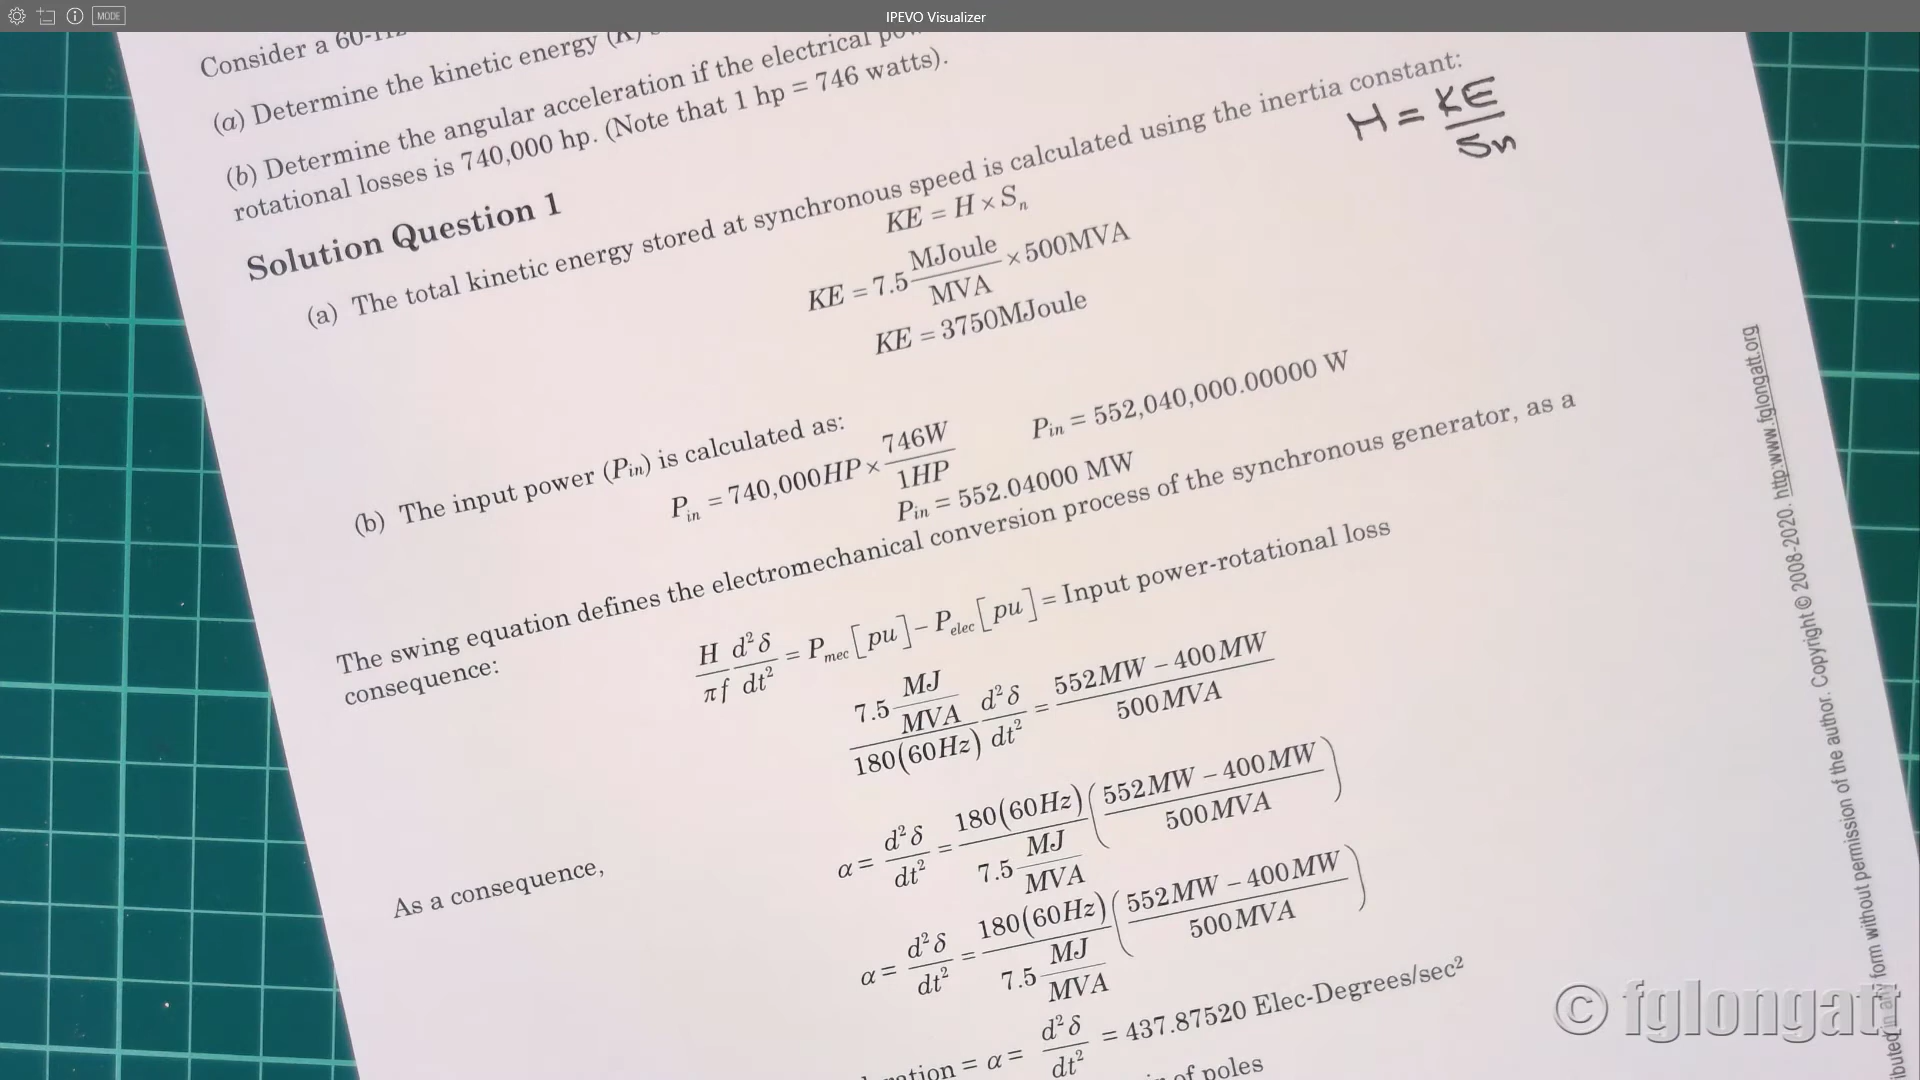 MODE
IPEVO Visualizer
Consider a 60-Hz
(a) Determine the kinetic energy (K)
(b) Determine the angular acceleration if the electrical
rotational losses is 740,000 hp. (Note that 1 hp = 746 watts).
Solution Question 1
(a) The total kinetic energy stored at synchronous speed is calculated using the inertia constant:
H = KE / Sn
KE = H × Sn
KE = 7.5 MJoule/MVA × 500MVA
KE = 3750MJoule
(b) The input power (Pin) is calculated as:
Pin = 740,000HP × 746W/1HP
Pin = 552,040,000.00000 W
Pin = 552.04000 MW
The swing equation defines the electromechanical conversion process of the synchronous generator, as a
consequence:
H/πf d²δ/dt² = Pmec[pu] − Pelec[pu] = Input power-rotational loss
7.5 MJ/MVA / 180(60Hz) d²δ/dt² = 552MW − 400MW / 500MVA
As a consequence,
α = d²δ/dt² = 180(60Hz) / 7.5 MJ/MVA (552MW − 400MW / 500MVA)
α = d²δ/dt² = 180(60Hz) / 7.5 MJ/MVA (552MW − 400MW / 500MVA)
= α = d²δ/dt² = 437.87520 Elec-Degrees/sec²
of poles
form without permission of the author. Copyright © 2008-2020. http:www.fglongatt.org
© fglongatt